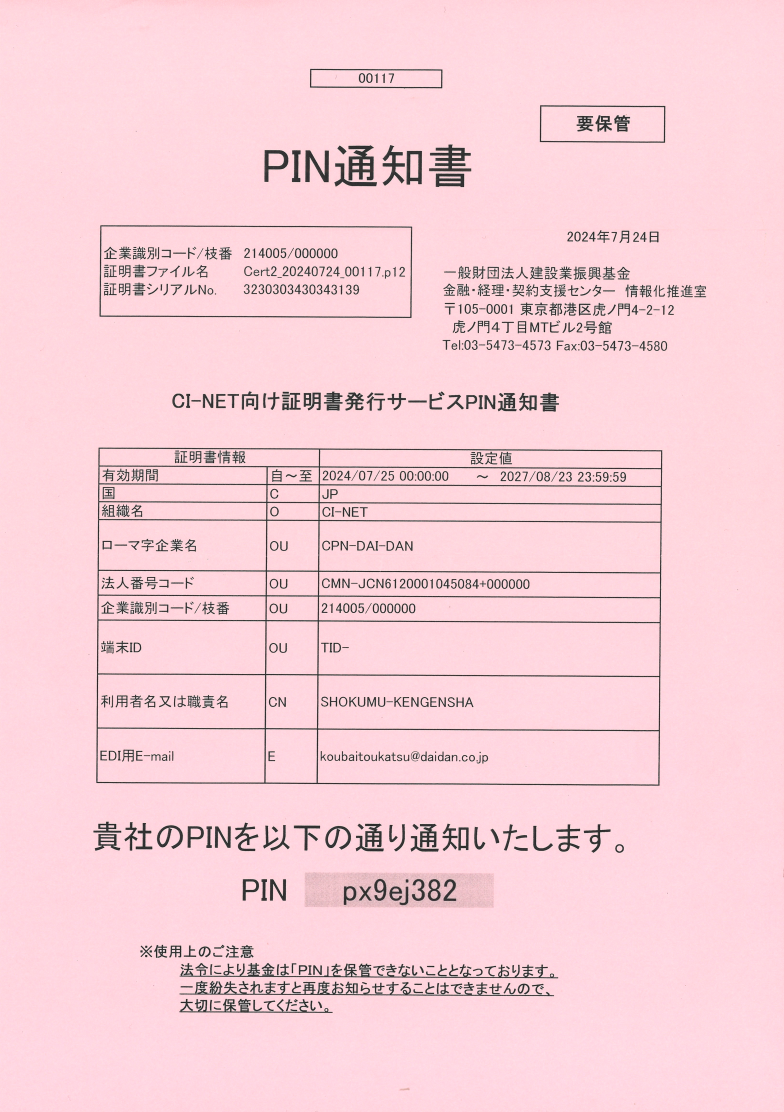 00117
要保管
PIN通知書
2024年7月24日
企業識別コード/枝番 214005/000000
証明書ファイル名 Cert2_20240724_00117.p12
証明書シリアルNo. 3230303430343139
一般財団法人建設業振興基金
金融・経理・契約支援センター 情報化推進室
〒105-0001 東京都港区虎ノ門4-2-12
虎ノ門4丁目MTビル2号館
Tel:03-5473-4573 Fax:03-5473-4580
CI-NET向け証明書発行サービスPIN通知書
証明書情報 設定値
有効期間 自～至 2024/07/25 00:00:00 ～ 2027/08/23 23:59:59
国 C JP
組織名 O CI-NET
ローマ字企業名 OU CPN-DAI-DAN
法人番号コード OU CMN-JCN6120001045084+000000
企業識別コード/枝番 OU 214005/000000
端末ID OU TID-
利用者名又は職責名 CN SHOKUMU-KENGENSHA
EDI用E-mail E koubaitoukatsu@daidan.co.jp
貴社のPINを以下の通り通知いたします。
PIN px9ej382
※使用上のご注意
法令により基金は「PIN」を保管できないこととなっております。
一度紛失されますと再度お知らせすることはできませんので、
大切に保管してください。